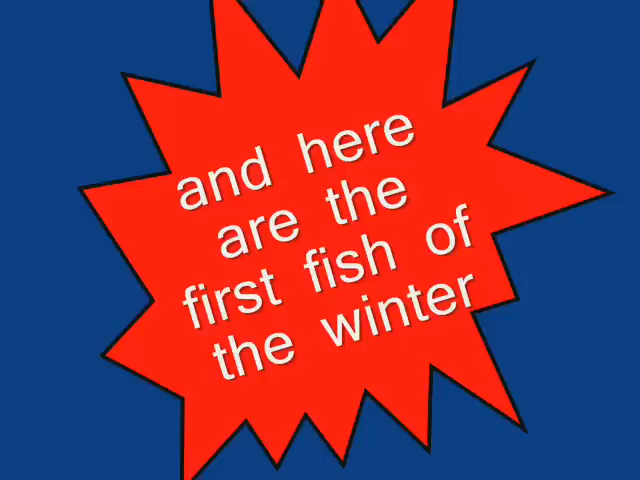 and here
are the
first fish of
the winter